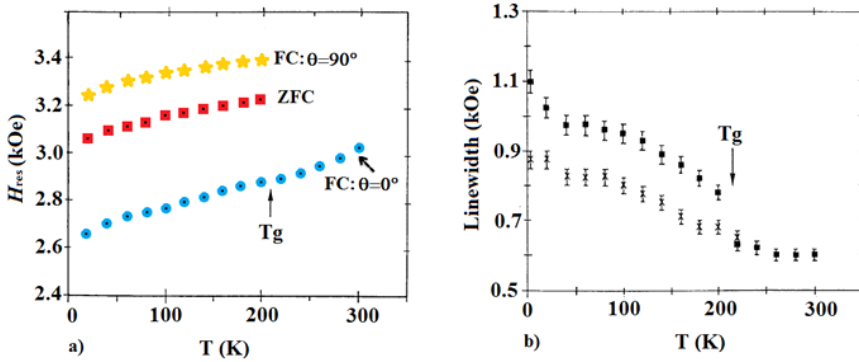 3.4
3.2
3.0
2.8
2.6
2.4
Hres (kOe)
FC: θ=90°
ZFC
FC: θ=0°
Tg
0 100 200 300
T (K)
a)
1.3
1.1
0.9
0.7
0.5
Linewidth (kOe)
Tg
0 100 200 300
T (K)
b)